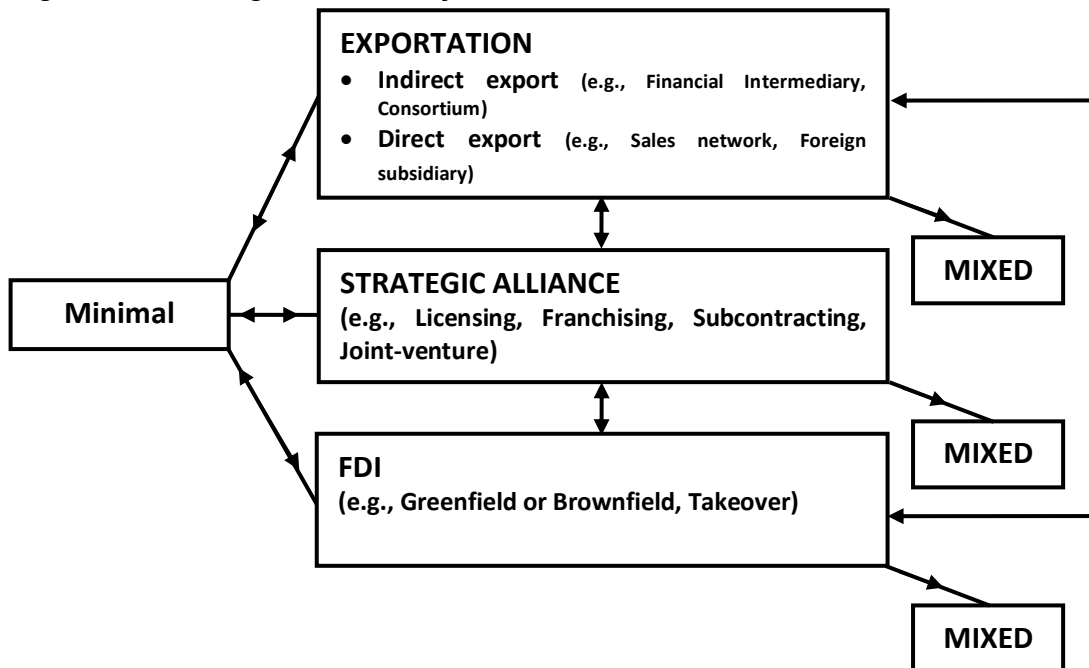 EXPORTATION
• Indirect export (e.g., Financial Intermediary,
Consortium)
• Direct export (e.g., Sales network, Foreign
subsidiary)
MIXED
Minimal
STRATEGIC ALLIANCE
(e.g., Licensing, Franchising, Subcontracting,
Joint-venture)
MIXED
FDI
(e.g., Greenfield or Brownfield, Takeover)
MIXED